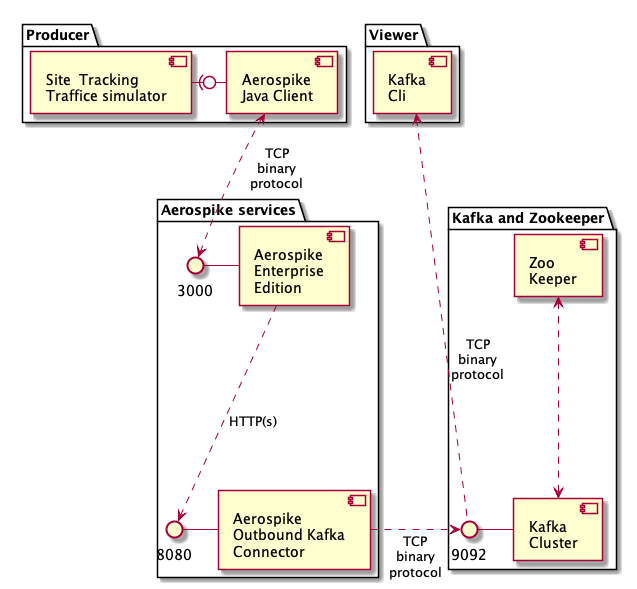 Producer
Site  Tracking
Traffice simulator
Aerospike
Java Client
Viewer
Kafka
Cli
TCP
binary
protocol
Aerospike services
Aerospike
Enterprise
Edition
3000
HTTP(s)
8080
Aerospike
Outbound Kafka
Connector
TCP
binary
protocol
Kafka and Zookeeper
Zoo
Keeper
TCP
binary
protocol
9092
Kafka
Cluster